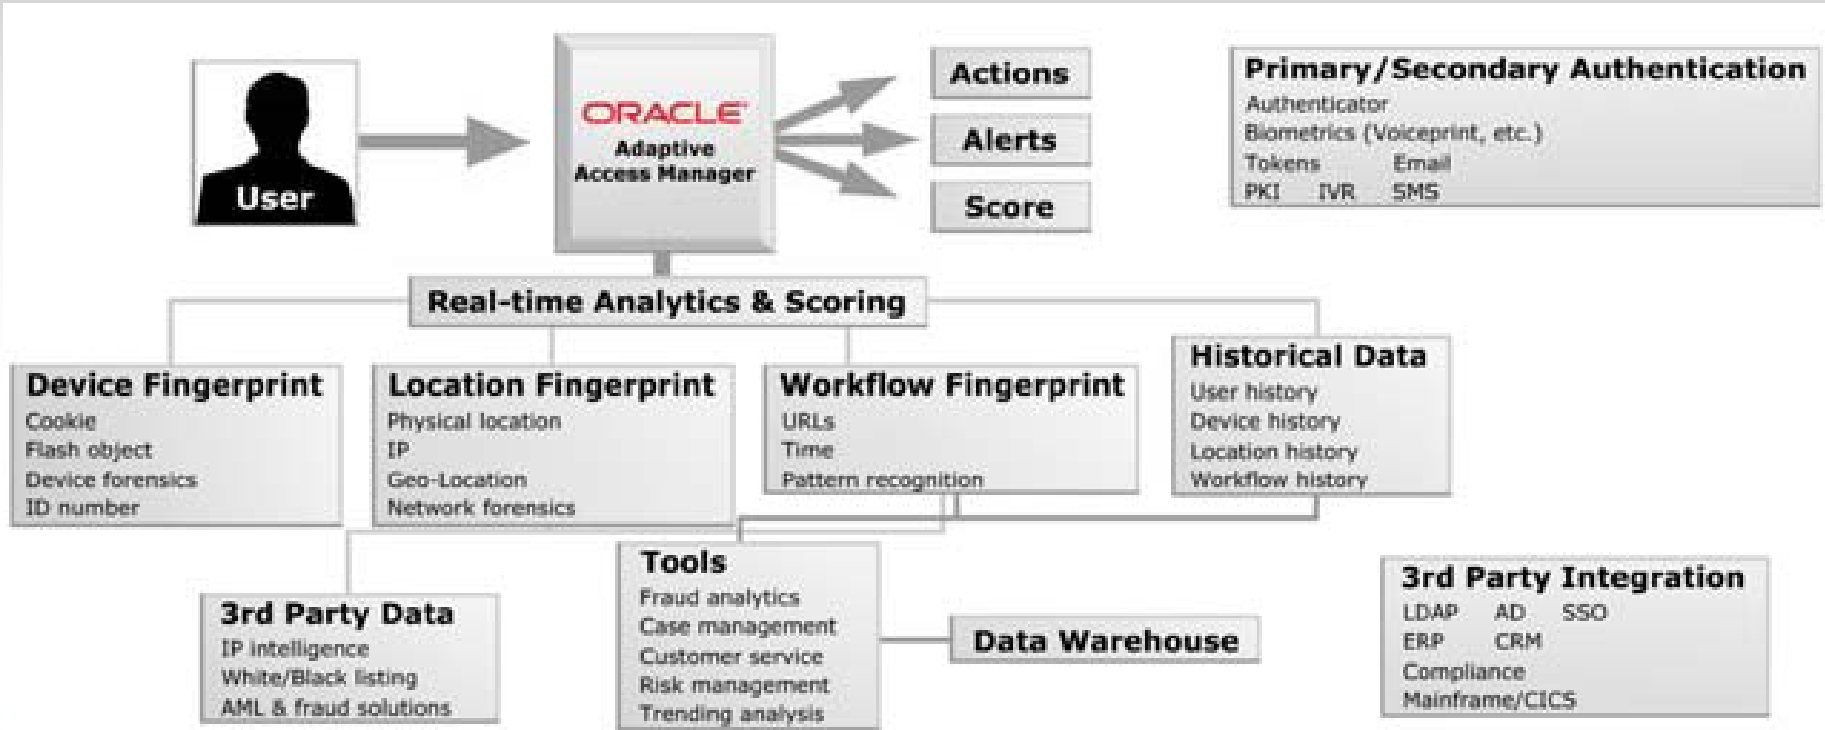 User
ORACLE
Adaptive
Access Manager
Actions
Alerts
Score
Primary/Secondary Authentication
Authenticator
Biometrics (Voiceprint, etc.)
Tokens Email
PKI IVR SMS
Real-time Analytics & Scoring
Device Fingerprint
Cookie
Flash object
Device forensics
ID number
Location Fingerprint
Physical location
IP
Geo-Location
Network forensics
Workflow Fingerprint
URLs
Time
Pattern recognition
Historical Data
User history
Device history
Location history
Workflow history
3rd Party Data
IP intelligence
White/Black listing
AML & fraud solutions
Tools
Fraud analytics
Case management
Customer service
Risk management
Trending analysis
Data Warehouse
3rd Party Integration
LDAP AD SSO
ERP CRM
Compliance
Mainframe/CICS